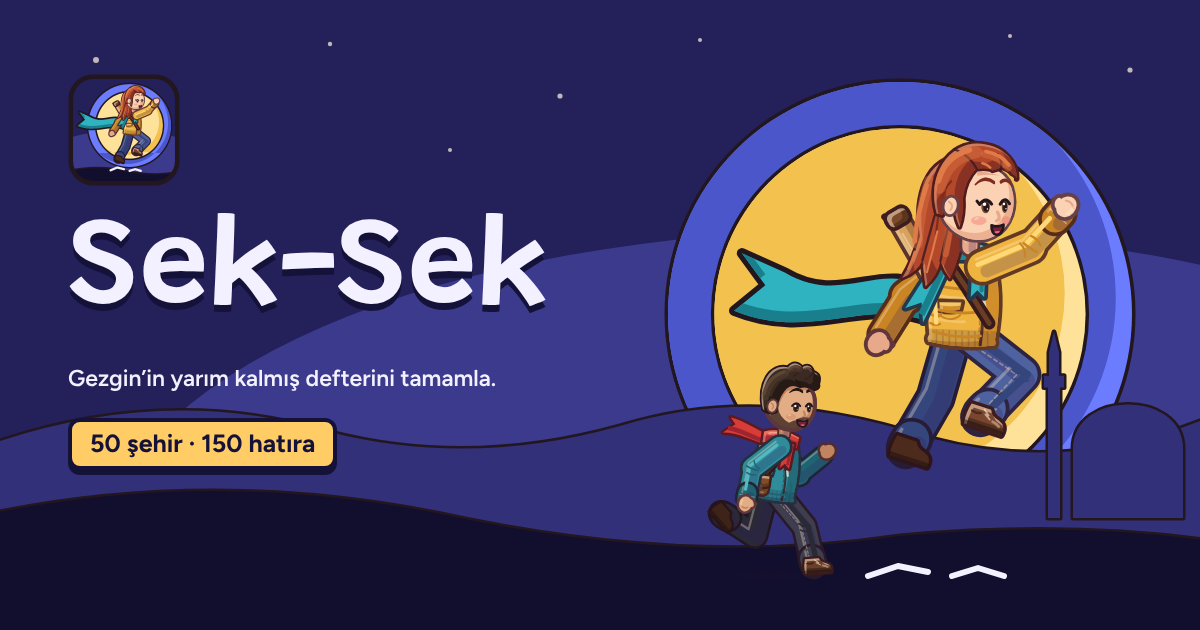 Sek-Sek
Gezgin’in yarım kalmış defterini tamamla.
50 şehir · 150 hatıra